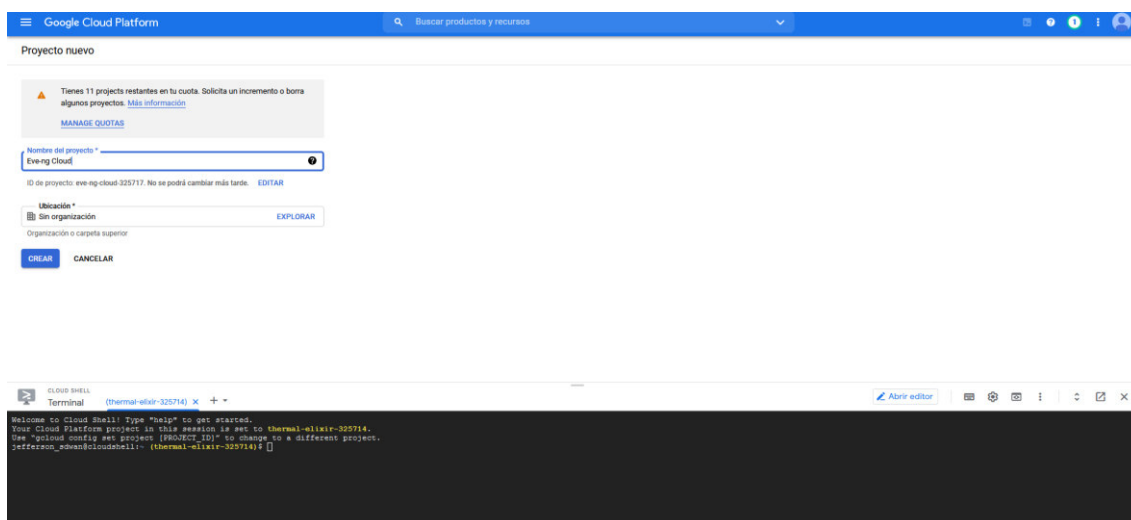 Google Cloud Platform
Buscar productos y recursos
1
Proyecto nuevo
Tienes 11 projects restantes en tu cuota. Solicita un incremento o borra
algunos proyectos. Más información
MANAGE QUOTAS
Nombre del proyecto *
Eve-ng Cloud
ID de proyecto: eve-ng-cloud-325717. No se podrá cambiar más tarde. EDITAR
Ubicación *
Sin organización EXPLORAR
Organización o carpeta superior
CREAR CANCELAR
CLOUD SHELL
Terminal (thermal-elixir-325714) × + Abrir editor
Welcome to Cloud Shell! Type "help" to get started.
Your Cloud Platform project in this session is set to thermal-elixir-325714.
Use "gcloud config set project [PROJECT_ID]" to change to a different project.
jefferson_sdwan@cloudshell:~ (thermal-elixir-325714)$